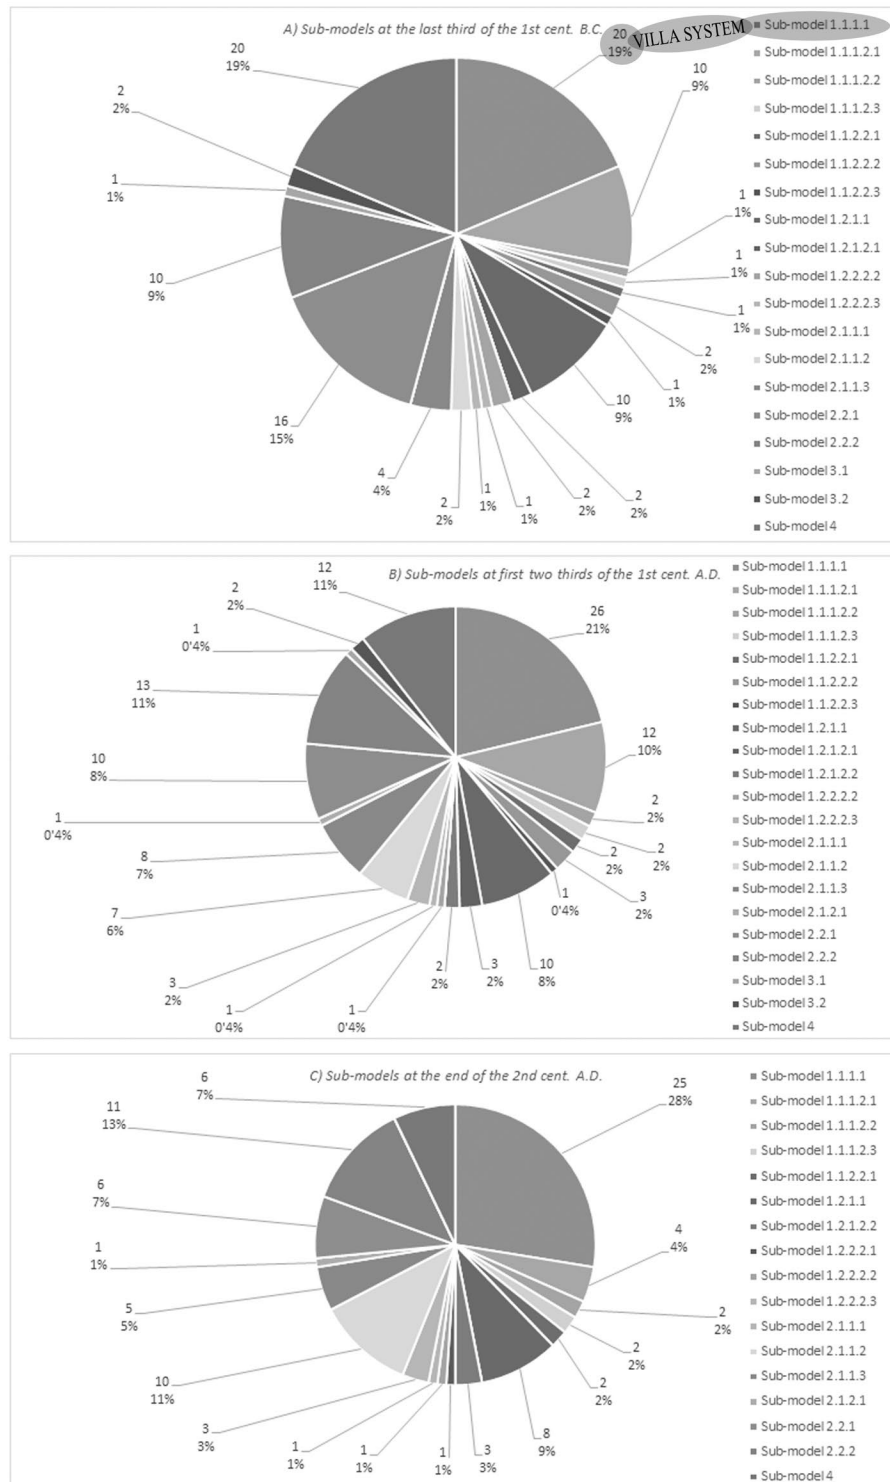 A) Sub-models at the last third of the 1st cent. B.C.
20
19%
VILLA SYSTEM
10
9%
1
1%
1
1%
1
1%
2
2%
1
1%
10
9%
2
2%
2
2%
1
1%
1
1%
2
2%
4
4%
16
15%
10
9%
1
1%
2
2%
20
19%
Sub-model 1.1.1.1
Sub-model 1.1.1.2.1
Sub-model 1.1.1.2.2
Sub-model 1.1.1.2.3
Sub-model 1.1.2.2.1
Sub-model 1.1.2.2.2
Sub-model 1.1.2.2.3
Sub-model 1.2.1.1
Sub-model 1.2.1.2.1
Sub-model 1.2.2.2.2
Sub-model 1.2.2.2.3
Sub-model 2.1.1.1
Sub-model 2.1.1.2
Sub-model 2.1.1.3
Sub-model 2.2.1
Sub-model 2.2.2
Sub-model 3.1
Sub-model 3.2
Sub-model 4
B) Sub-models at first two thirds of the 1st cent. A.D.
26
21%
12
10%
2
2%
2
2%
2
2%
3
2%
1
0'4%
10
8%
3
2%
2
2%
1
0'4%
1
0'4%
3
2%
7
6%
8
7%
1
0'4%
10
8%
13
11%
1
0'4%
2
2%
12
11%
Sub-model 1.1.1.1
Sub-model 1.1.1.2.1
Sub-model 1.1.1.2.2
Sub-model 1.1.1.2.3
Sub-model 1.1.2.2.1
Sub-model 1.1.2.2.2
Sub-model 1.1.2.2.3
Sub-model 1.2.1.1
Sub-model 1.2.1.2.1
Sub-model 1.2.1.2.2
Sub-model 1.2.2.2.2
Sub-model 1.2.2.2.3
Sub-model 2.1.1.1
Sub-model 2.1.1.2
Sub-model 2.1.1.3
Sub-model 2.1.2.1
Sub-model 2.2.1
Sub-model 2.2.2
Sub-model 3.1
Sub-model 3.2
Sub-model 4
C) Sub-models at the end of the 2nd cent. A.D.
25
28%
4
4%
2
2%
2
2%
2
2%
8
9%
3
3%
1
1%
1
1%
1
1%
3
3%
10
11%
5
5%
1
1%
6
7%
11
13%
6
7%
Sub-model 1.1.1.1
Sub-model 1.1.1.2.1
Sub-model 1.1.1.2.2
Sub-model 1.1.1.2.3
Sub-model 1.1.2.2.1
Sub-model 1.2.1.1
Sub-model 1.2.1.2.2
Sub-model 1.2.2.2.1
Sub-model 1.2.2.2.2
Sub-model 1.2.2.2.3
Sub-model 2.1.1.1
Sub-model 2.1.1.2
Sub-model 2.1.1.3
Sub-model 2.1.2.1
Sub-model 2.2.1
Sub-model 2.2.2
Sub-model 4